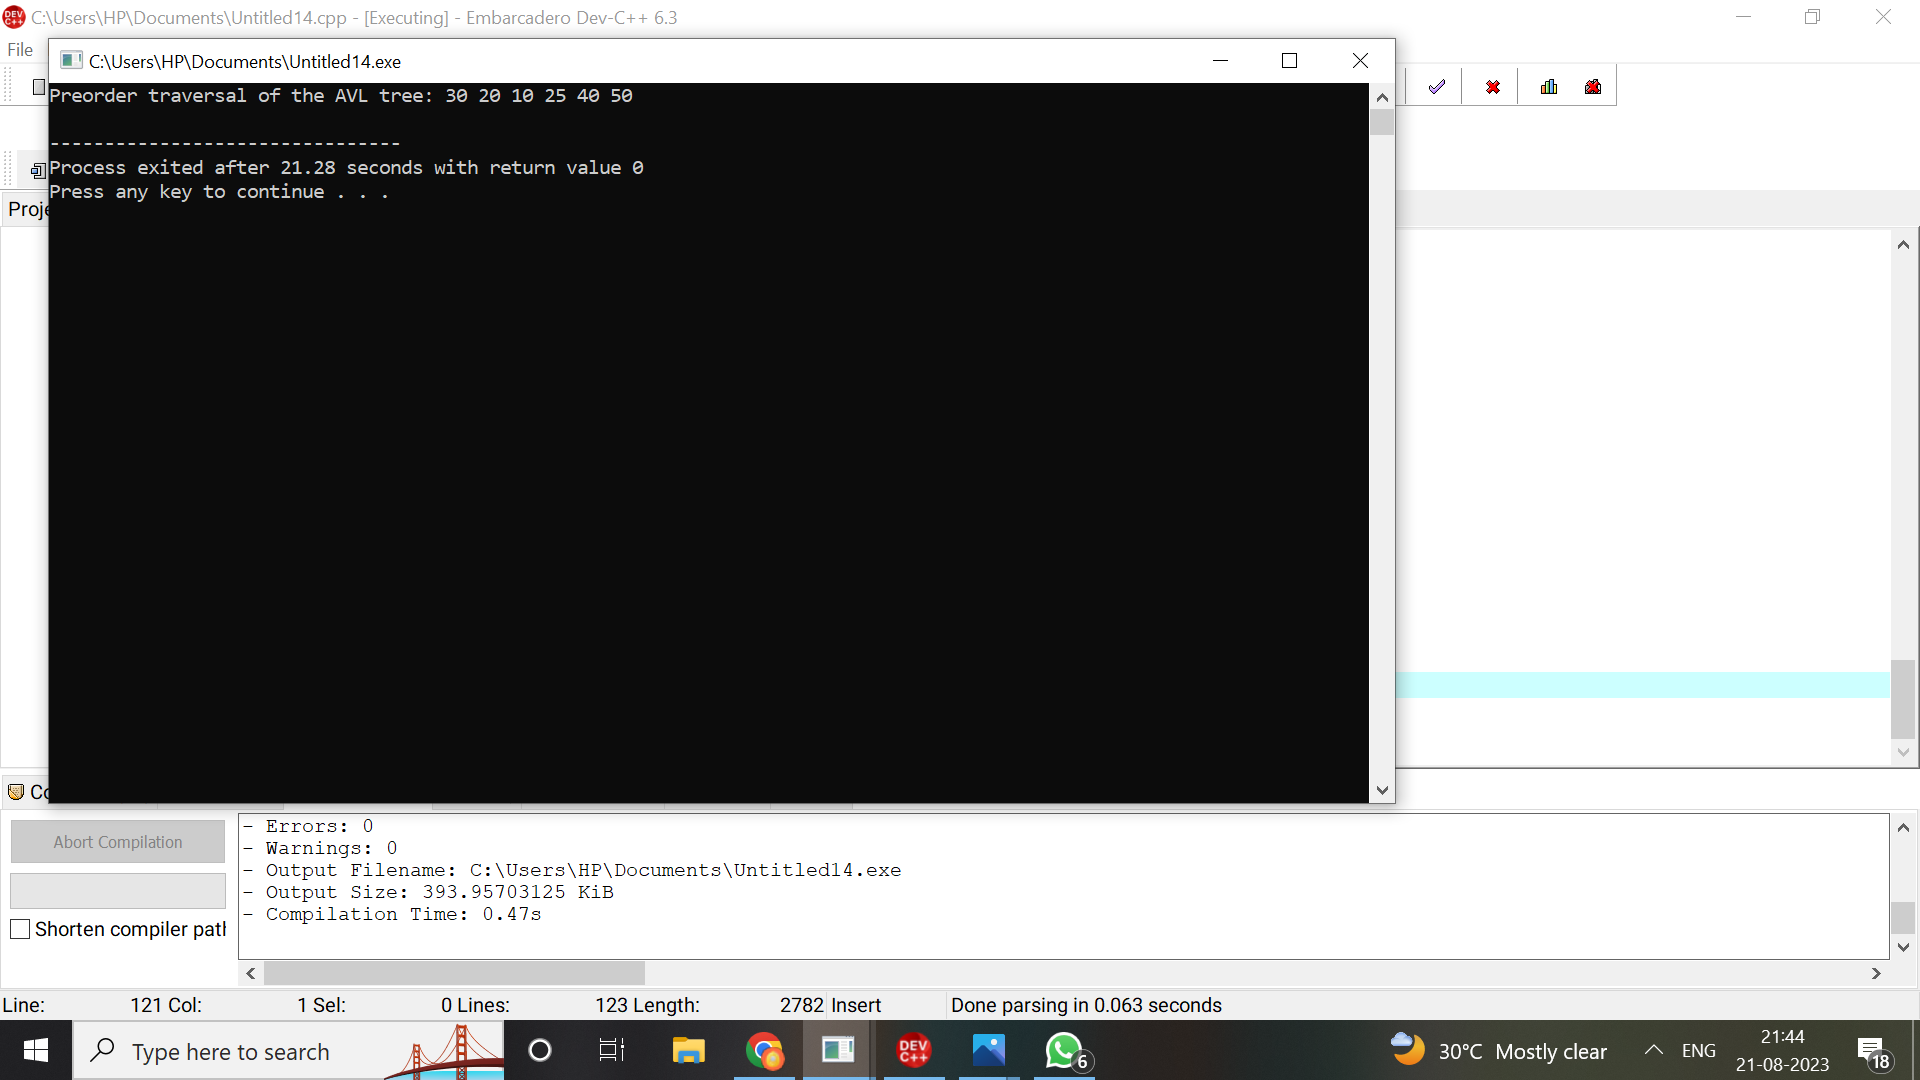 C:\Users\HP\Documents\Untitled14.cpp - [Executing] - Embarcadero Dev-C++ 6.3
File
C:\Users\HP\Documents\Untitled14.exe
Preorder traversal of the AVL tree: 30 20 10 25 40 50
--------------------------------
Process exited after 21.28 seconds with return value 0
Press any key to continue . . .
Proje
Co
Abort Compilation
Shorten compiler path
- Errors: 0
- Warnings: 0
- Output Filename: C:\Users\HP\Documents\Untitled14.exe
- Output Size: 393.95703125 KiB
- Compilation Time: 0.47s
Line: 121 Col: 1 Sel: 0 Lines: 123 Length: 2782 Insert Done parsing in 0.063 seconds
Type here to search
DEV C++
6
30°C Mostly clear
ENG
21:44
21-08-2023
18